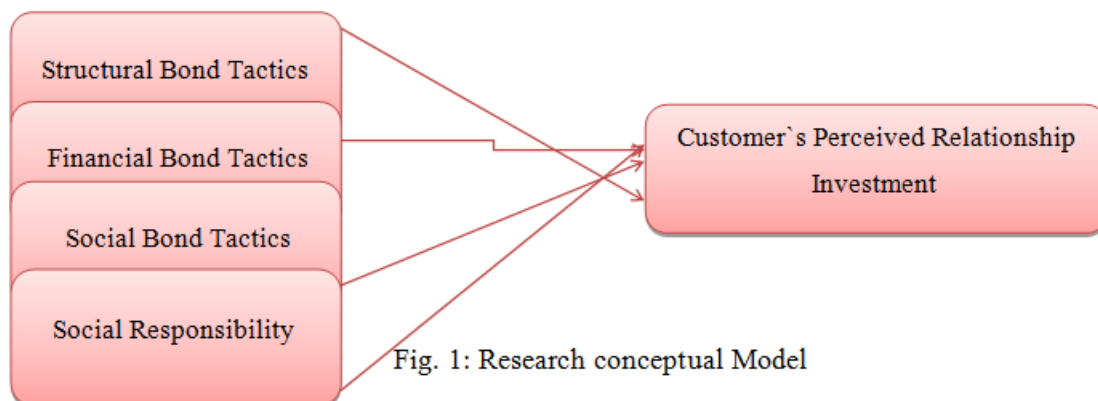 Structural Bond Tactics
Financial Bond Tactics
Social Bond Tactics
Social Responsibility
Customer`s Perceived Relationship
Investment
Fig. 1: Research conceptual Model